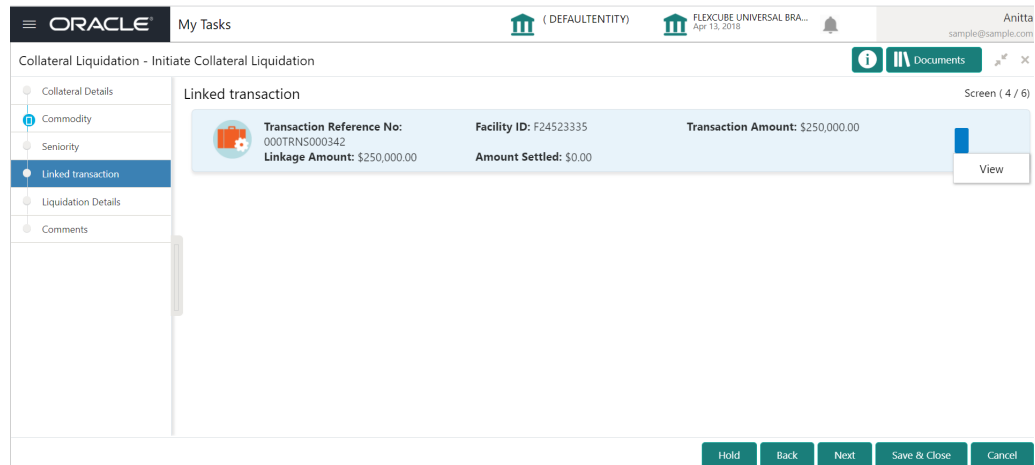 ORACLE
My Tasks
( DEFAULTENTITY)
FLEXCUBE UNIVERSAL BRA...
Apr 13, 2018
Anitta
sample@sample.com
Collateral Liquidation - Initiate Collateral Liquidation
Documents
Collateral Details
Commodity
Seniority
Linked transaction
Liquidation Details
Comments
Linked transaction
Screen ( 4 / 6)
Transaction Reference No:
000TRNS000342
Linkage Amount: $250,000.00
Facility ID: F24523335
Amount Settled: $0.00
Transaction Amount: $250,000.00
View
Hold
Back
Next
Save & Close
Cancel